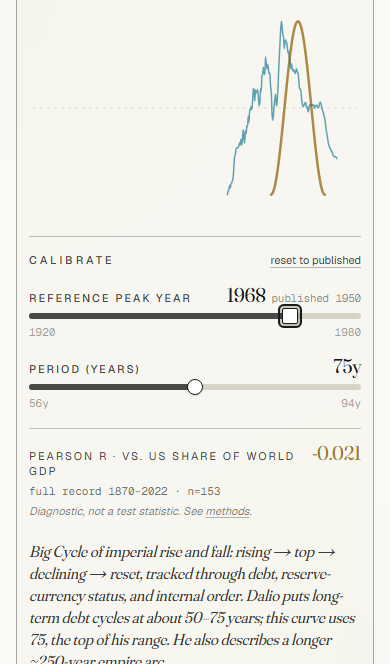 CALIBRATE reset to published
REFERENCE PEAK YEAR 1968 published 1950
1920 1980
PERIOD (YEARS) 75y
56y 94y
PEARSON R · VS. US SHARE OF WORLD -0.021
GDP
full record 1870–2022 · n=153
Diagnostic, not a test statistic. See methods.
Big Cycle of imperial rise and fall: rising → top →
declining → reset, tracked through debt, reserve-
currency status, and internal order. Dalio puts long-
term debt cycles at about 50–75 years; this curve uses
75, the top of his range. He also describes a longer
~250-year empire arc